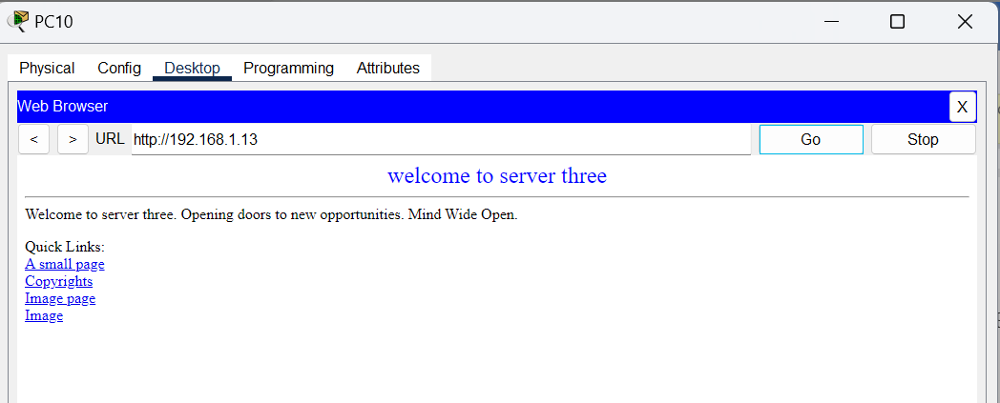 PC10
Physical Config Desktop Programming Attributes
Web Browser X
< > URL http://192.168.1.13 Go Stop
welcome to server three
Welcome to server three. Opening doors to new opportunities. Mind Wide Open.
Quick Links:
A small page
Copyrights
Image page
Image